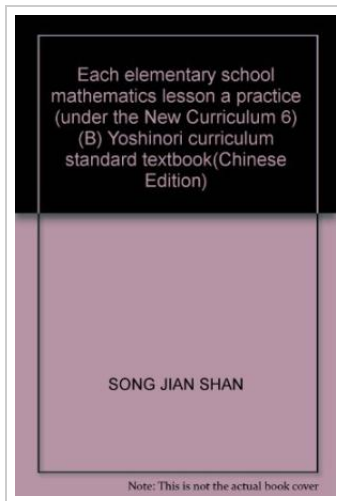 Each elementary school
mathematics lesson a practice
(under the New Curriculum 6)
(B) Yoshinori curriculum
standard textbook(Chinese
Edition)
SONG JIAN SHAN
Note: This is not the actual book cover